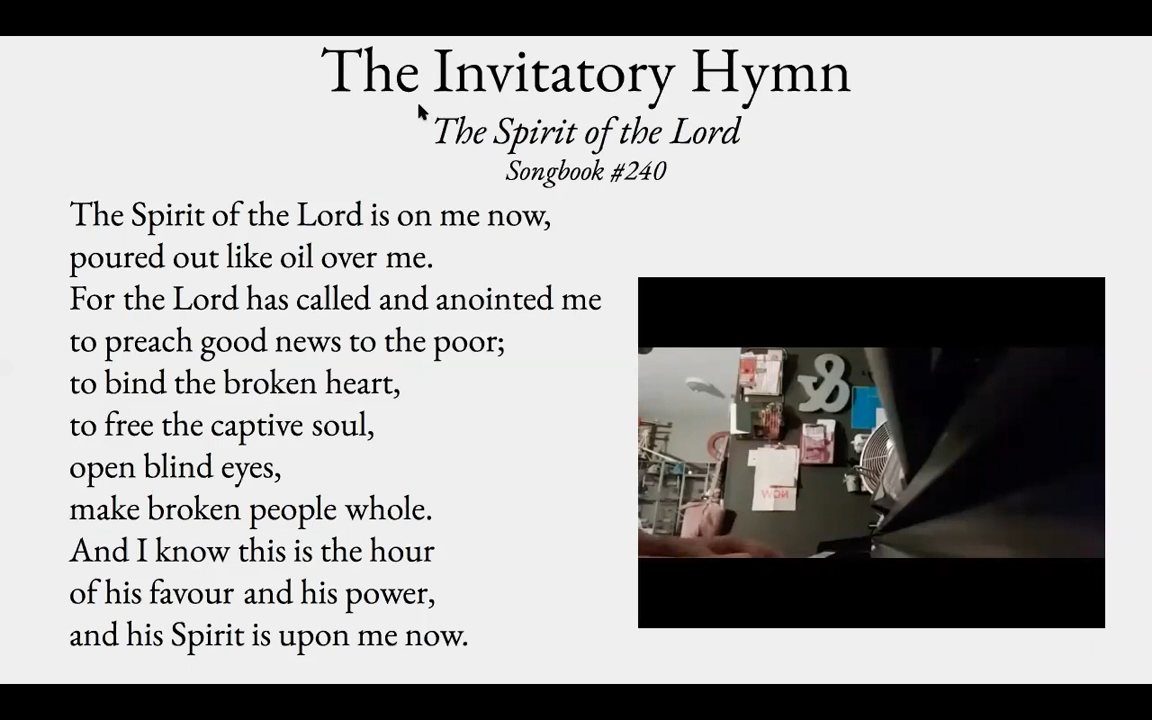 The Invitatory Hymn
The Spirit of the Lord
Songbook #240
The Spirit of the Lord is on me now,
poured out like oil over me.
For the Lord has called and anointed me
to preach good news to the poor;
to bind the broken heart,
to free the captive soul,
open blind eyes,
make broken people whole.
And I know this is the hour
of his favour and his power,
and his Spirit is upon me now.
&
NOW